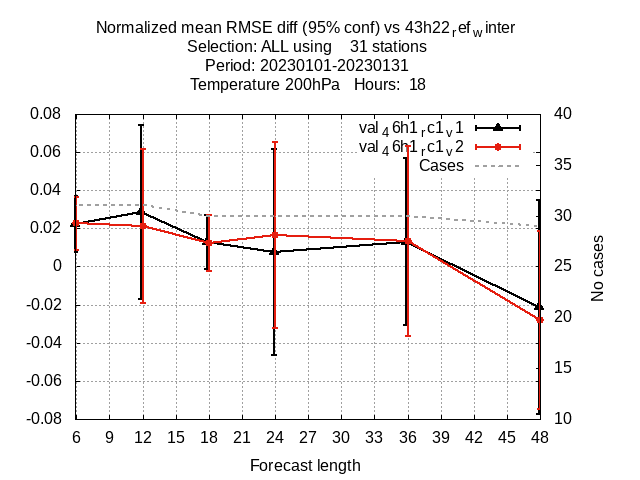 Normalized mean RMSE diff (95% conf) vs 43h22refwinter
Selection: ALL using    31 stations
Period: 20230101-20230131
Temperature 200hPa   Hours:  18
0.08
0.06
0.04
0.02
0
-0.02
-0.04
-0.06
-0.08
40
35
30
25
20
15
10
val46h1rc1v1
val46h1rc1v2
Cases
No cases
6 9 12 15 18 21 24 27 30 33 36 39 42 45 48
Forecast length